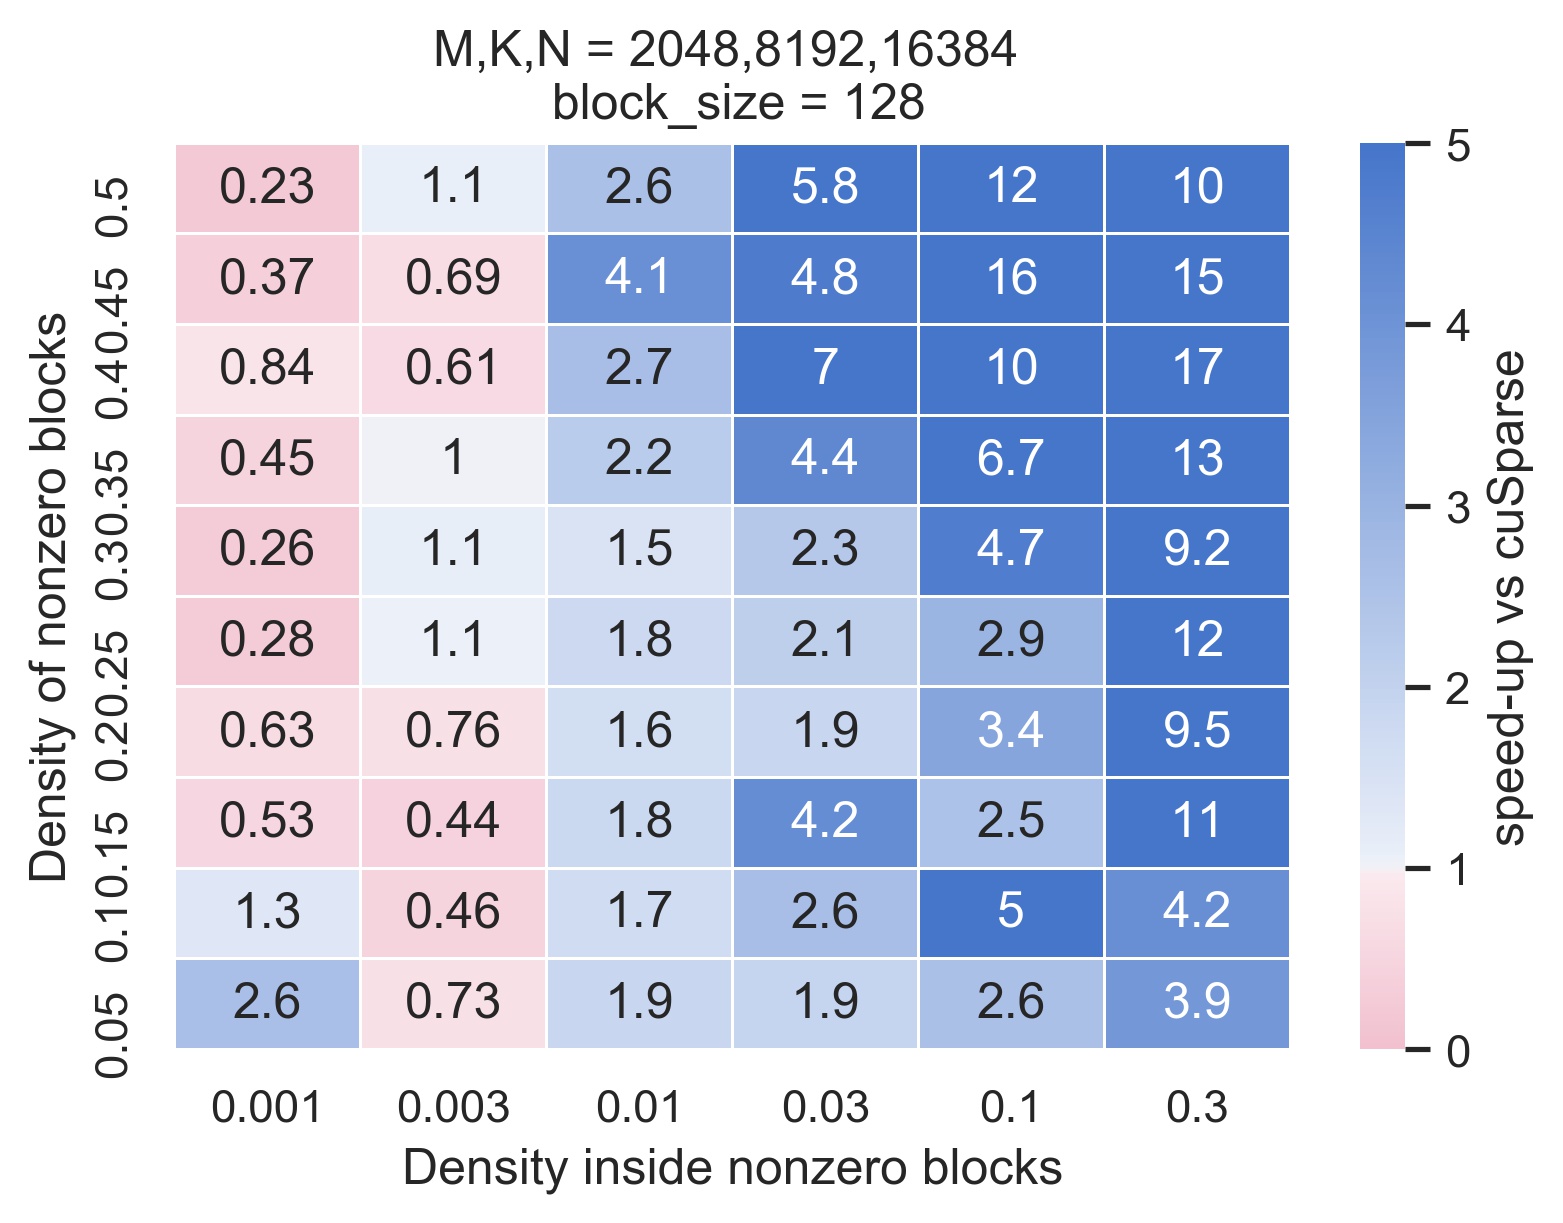 M,K,N = 2048,8192,16384
block_size = 128
Density of nonzero blocks
0.5 0.23 1.1 2.6 5.8 12 10
0.45 0.37 0.69 4.1 4.8 16 15
0.4 0.84 0.61 2.7 7 10 17
0.35 0.45 1 2.2 4.4 6.7 13
0.3 0.26 1.1 1.5 2.3 4.7 9.2
0.25 0.28 1.1 1.8 2.1 2.9 12
0.2 0.63 0.76 1.6 1.9 3.4 9.5
0.15 0.53 0.44 1.8 4.2 2.5 11
0.1 1.3 0.46 1.7 2.6 5 4.2
0.05 2.6 0.73 1.9 1.9 2.6 3.9
0.001 0.003 0.01 0.03 0.1 0.3
Density inside nonzero blocks
5
4
3
2
1
0
speed-up vs cuSparse